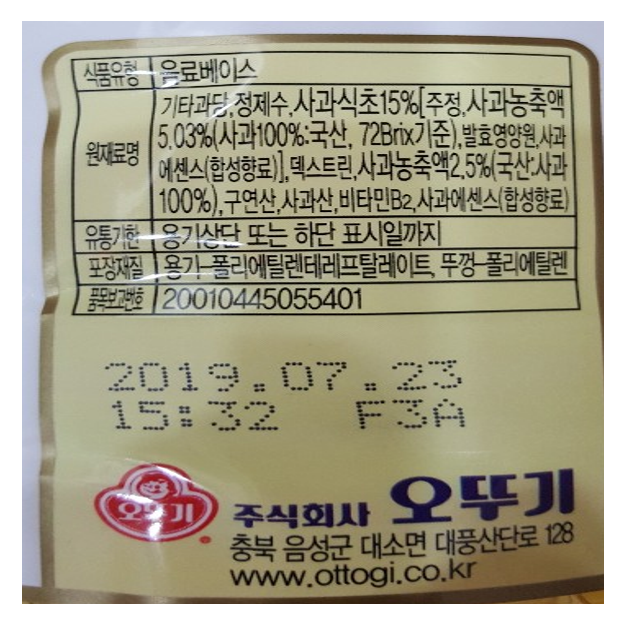 식품유형 음료베이스
원재료명 기타과당,정제수,사과식초15%[주정,사과농축액
5.03%(사과100%:국산, 72Brix기준),발효영양원,사과
에센스(합성향료)],덱스트린,사과농축액2.5%(국산:사과
100%),구연산,사과산,비타민B2,사과에센스(합성향료)
유통기한 용기상단 또는 하단 표시일까지
포장재질 용기-폴리에틸렌테레프탈레이트, 뚜껑-폴리에틸렌
품목보고번호 20010445055401
2019.07.23
15:32 F3A
오뚜기 주식회사 오뚜기
충북 음성군 대소면 대풍산단로 128
www.ottogi.co.kr